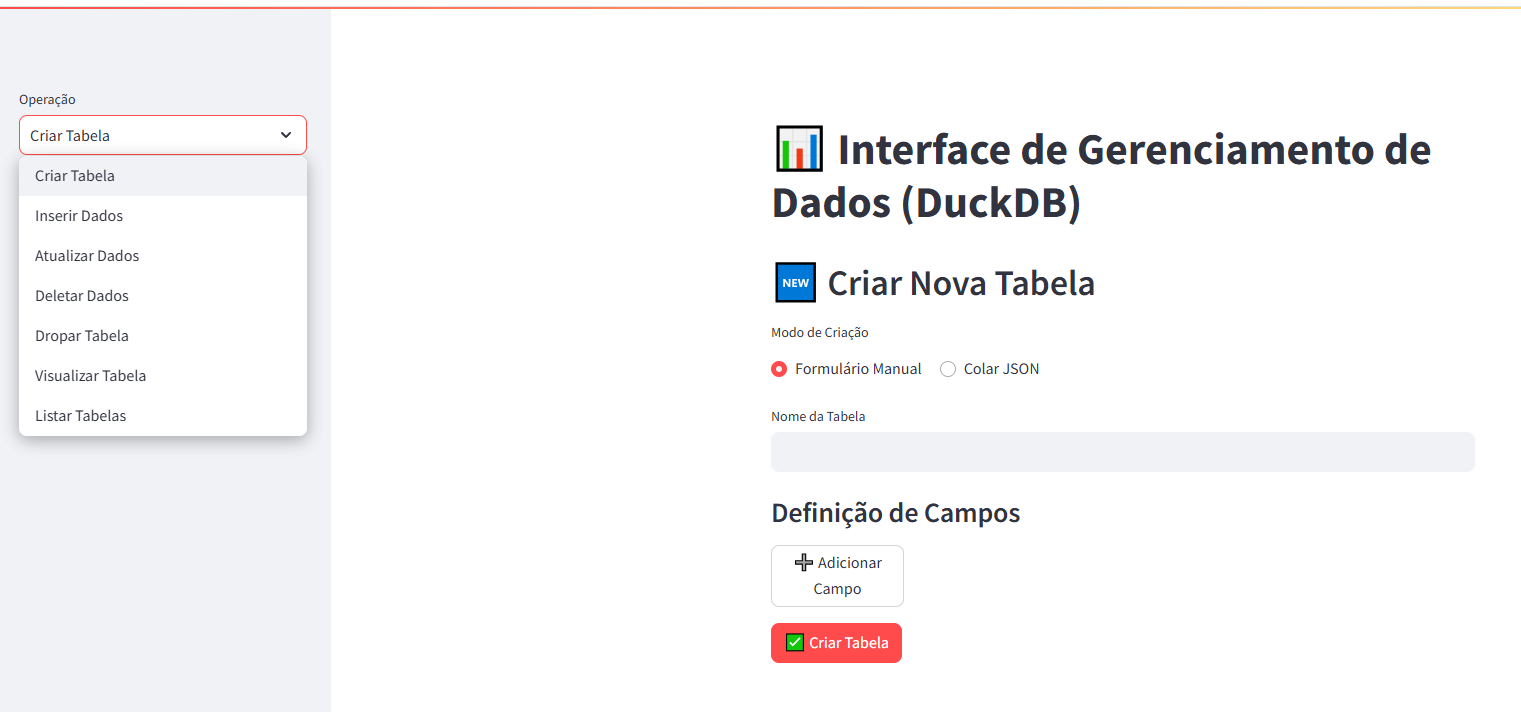 Operação
Criar Tabela
Criar Tabela
Inserir Dados
Atualizar Dados
Deletar Dados
Dropar Tabela
Visualizar Tabela
Listar Tabelas
📊 Interface de Gerenciamento de
Dados (DuckDB)
🆕 Criar Nova Tabela
Modo de Criação
Formulário Manual
Colar JSON
Nome da Tabela
Definição de Campos
➕ Adicionar
Campo
✅ Criar Tabela